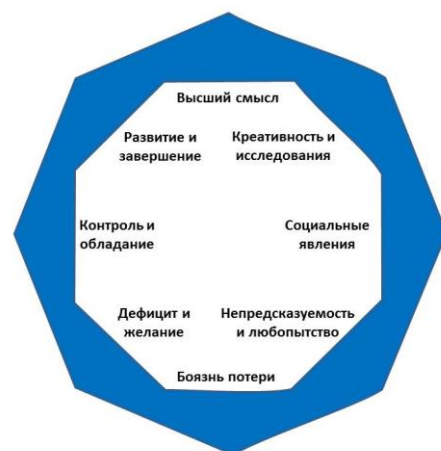 Высший смысл
Развитие и
завершение
Креативность и
исследования
Контроль и
обладание
Социальные
явления
Дефицит и
желание
Непредсказуемость
и любопытство
Боязнь потери